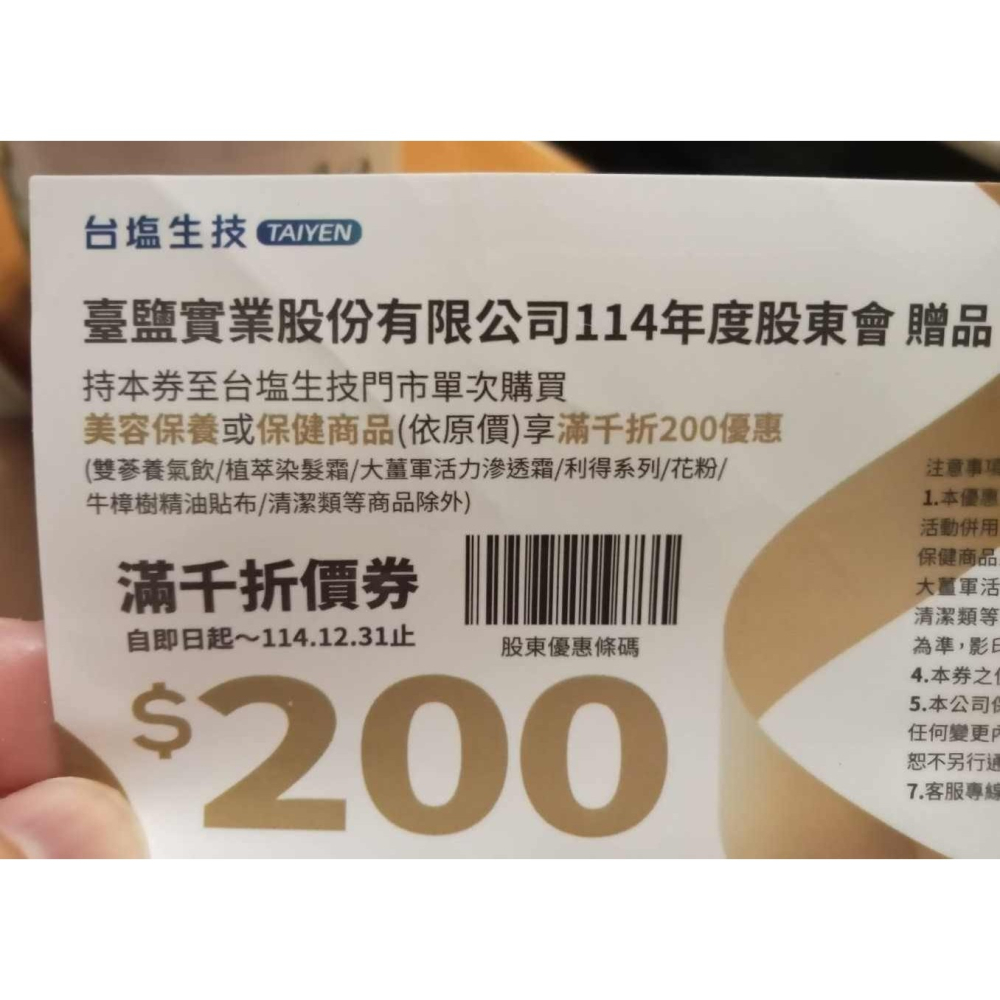 台塩生技 TAIYEN
臺鹽實業股份有限公司114年度股東會 贈品
持本券至台塩生技門市單次購買
美容保養或保健商品(依原價)享滿千折200優惠
(雙蔘養氣飲/植萃染髮霜/大薑軍活力滲透霜/利得系列/花粉/
牛樟樹精油貼布/清潔類等商品除外)
滿千折價券
自即日起～114.12.31止
股東優惠條碼
$200
注意事項
1.本優惠
活動併用
保健商品
大薑軍活
清潔類等
為準，影印
4.本券之
5.本公司保
任何變更內
恕不另行通
7.客服專線